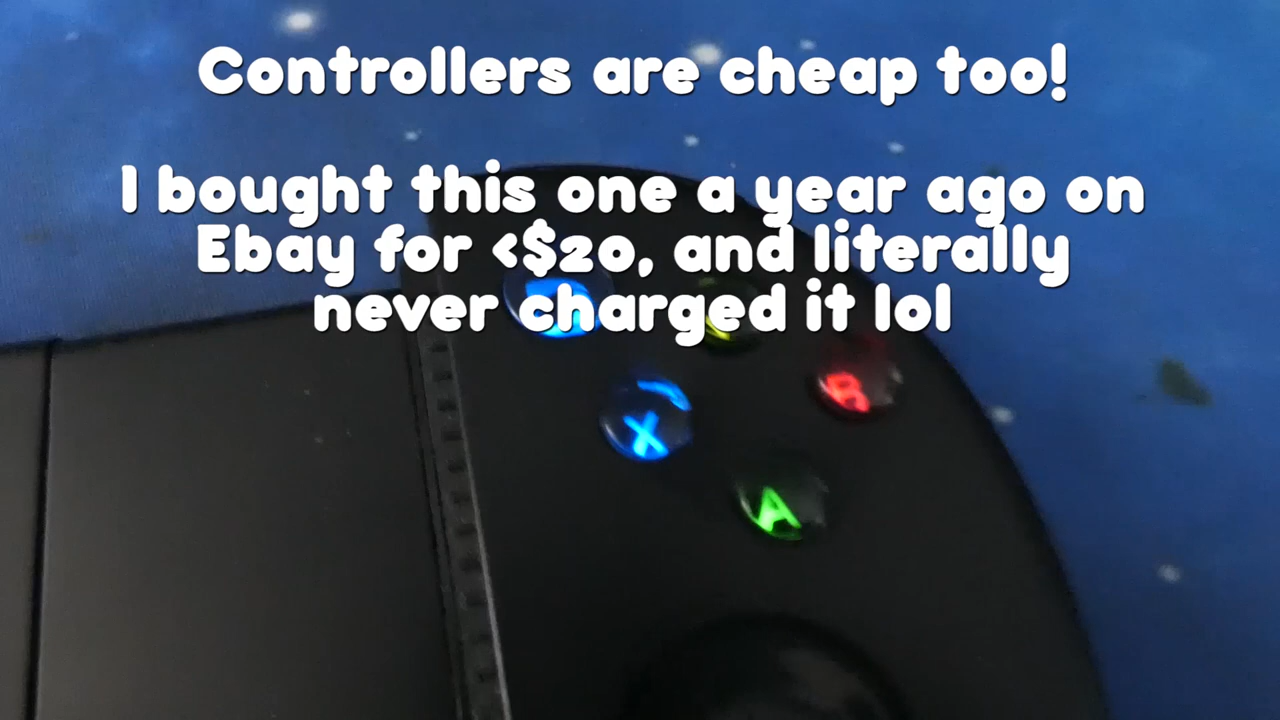 Controllers are cheap too!
I bought this one a year ago on
Ebay for <$20, and literally
never charged it lol
B
X
A